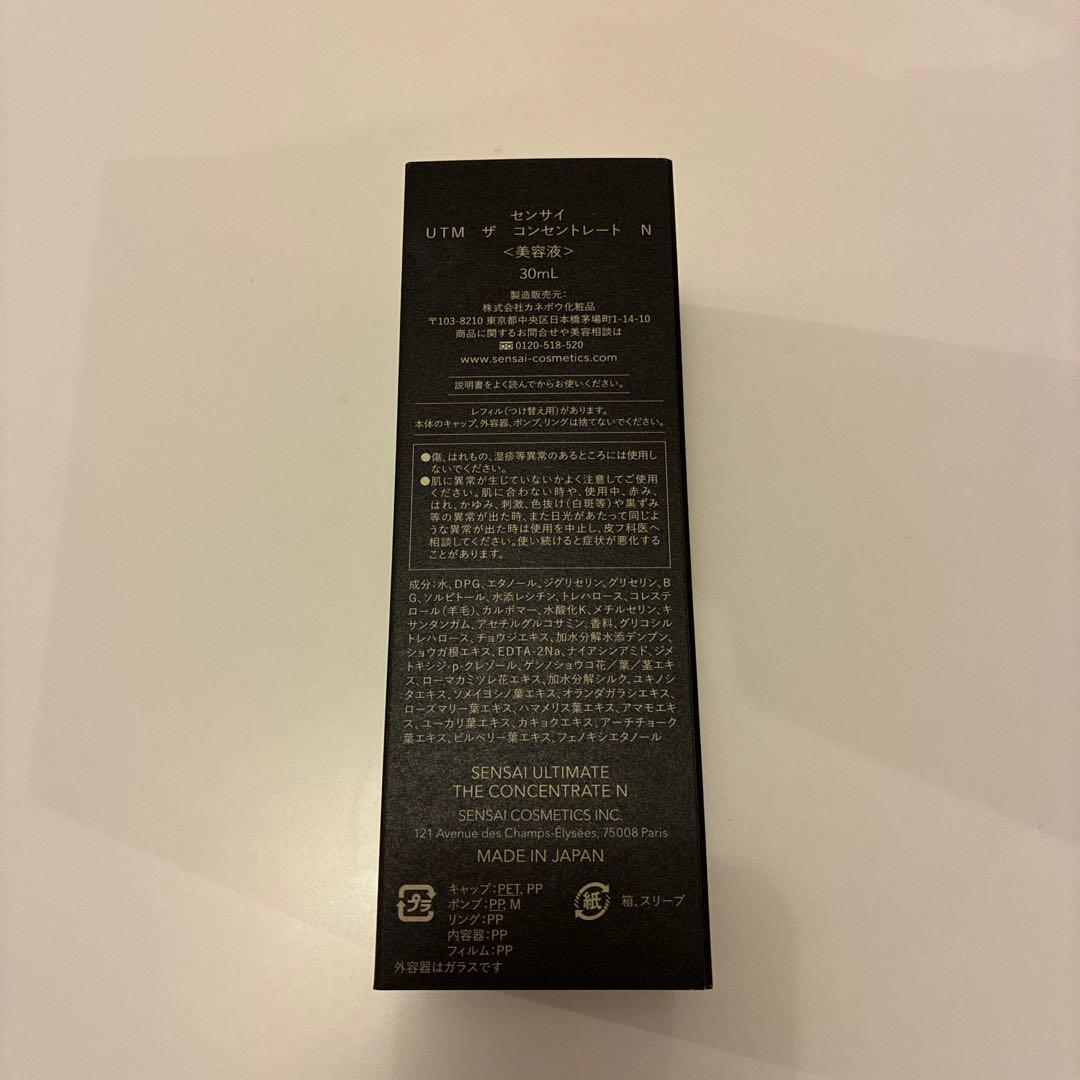 センサイ
UTM ザ コンセントレート N
＜美容液＞
30mL
製造販売元：
株式会社カネボウ化粧品
〒103-8210 東京都中央区日本橋茅場町1-14-10
商品に関するお問合せや美容相談は
0120-518-520
www.sensai-cosmetics.com
説明書をよく読んでからお使いください。
レフィル（つけ替え用）があります。
本体のキャップ、外容器、ポンプ、リングは捨てないでください。
●傷、はれもの、湿疹等異常のあるところには使用し
ないでください。
●肌に異常が生じていないかよく注意してご使用
ください。肌に合わない時や、使用中、赤み、
はれ、かゆみ、刺激、色抜け（白斑等）や黒ずみ
等の異常が出た時、また日光があたって同じよ
うな異常が出た時は使用を中止し、皮フ科医へ
相談してください。使い続けると症状が悪化する
ことがあります。
成分：水、DPG、エタノール、ジグリセリン、グリセリン、B
G、ソルビトール、水添レシチン、トレハロース、コレステ
ロール（羊毛）、カルボマー、水酸化K、メチルセリン、キ
サンタンガム、アセチルグルコサミン、香料、グリコシル
トレハロース、チョウジエキス、加水分解水添デンプン、
ショウガ根エキス、EDTA-2Na、ナイアシンアミド、ジメ
トキシジ-p-クレゾール、ゲンノショウコ花／葉／茎エキ
ス、ローマカミツレ花エキス、加水分解シルク、ユキノシ
タエキス、ソメイヨシノ葉エキス、オランダガラシエキス、
ローズマリー葉エキス、ハマメリス葉エキス、アマモエキ
ス、ユーカリ葉エキス、カキョクエキス、アーチチョーク
葉エキス、ビルベリー葉エキス、フェノキシエタノール
SENSAI ULTIMATE
THE CONCENTRATE N
SENSAI COSMETICS INC.
121 Avenue des Champs-Élysées, 75008 Paris
MADE IN JAPAN
プラ
キャップ：PET, PP
ポンプ：PP, M
リング：PP
内容器：PP
フィルム：PP
外容器はガラスです
紙
箱、スリーブ